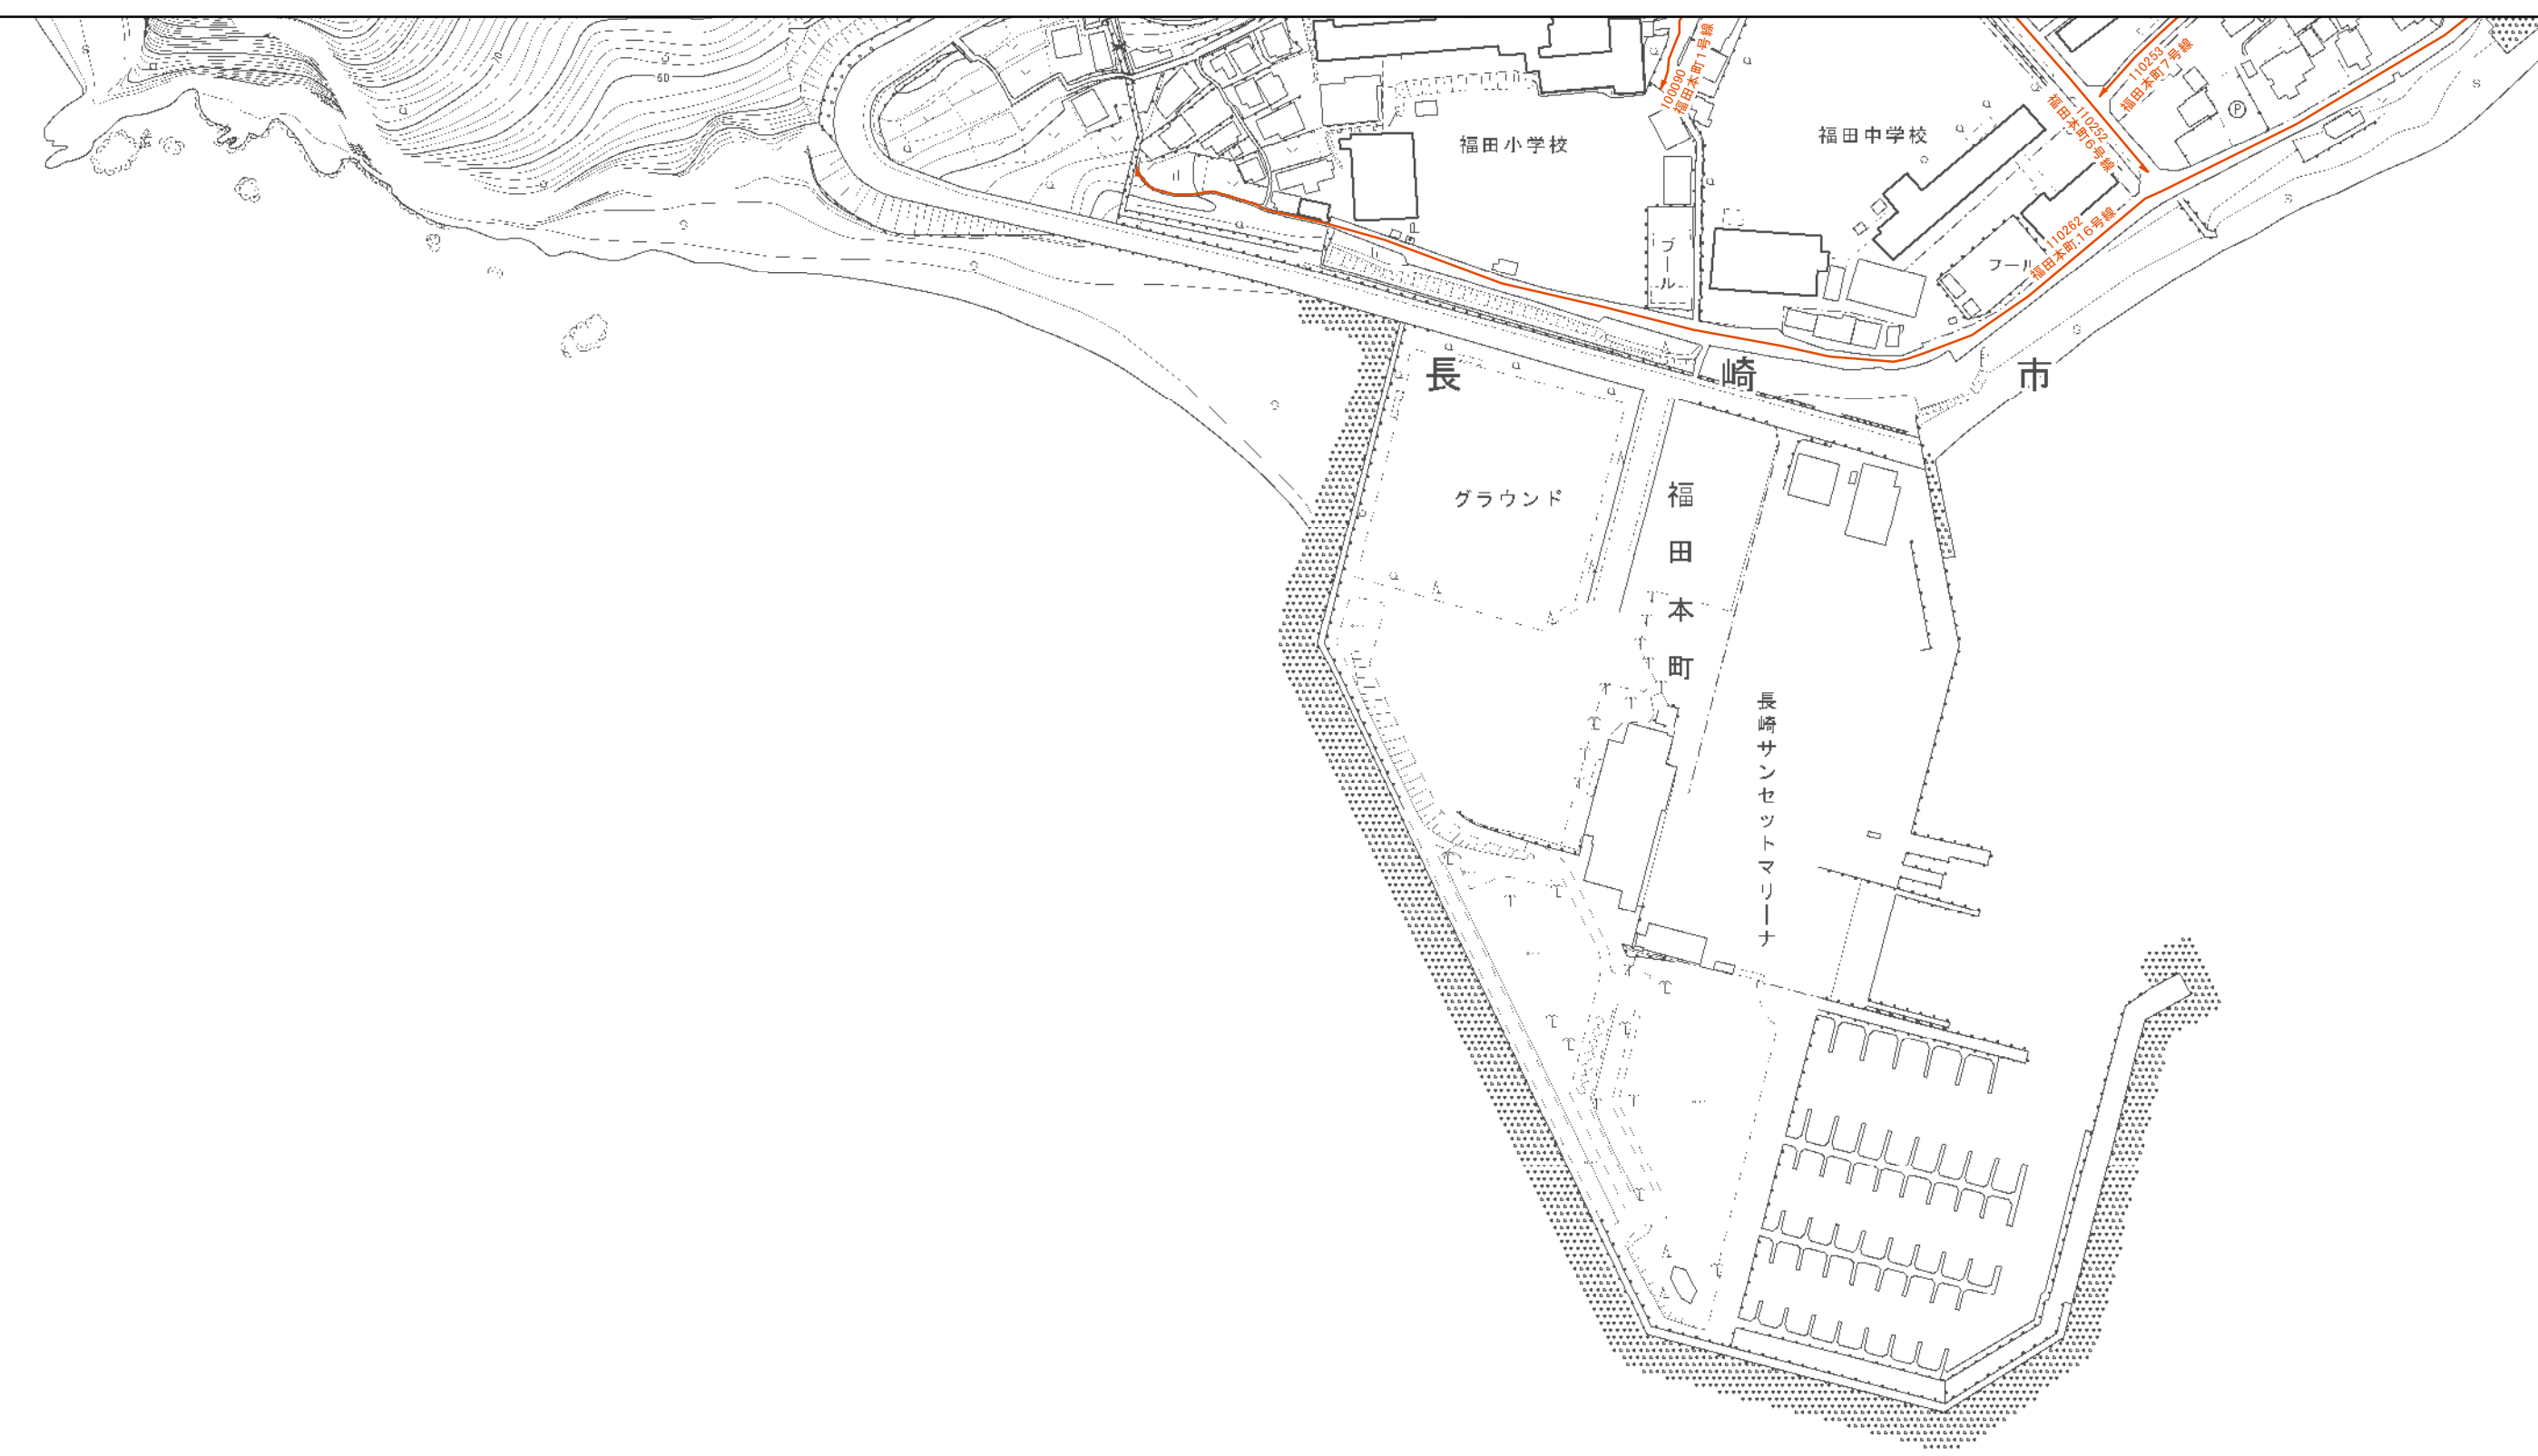 60
100090
福田本町11号線
110253
福田本町7号線
110252
福田本町6号線
P
福田小学校
福田中学校
プール
プール
110262
福田本町.16号線
長崎市
グラウンド
福田本町
長崎サンセットマリーナ